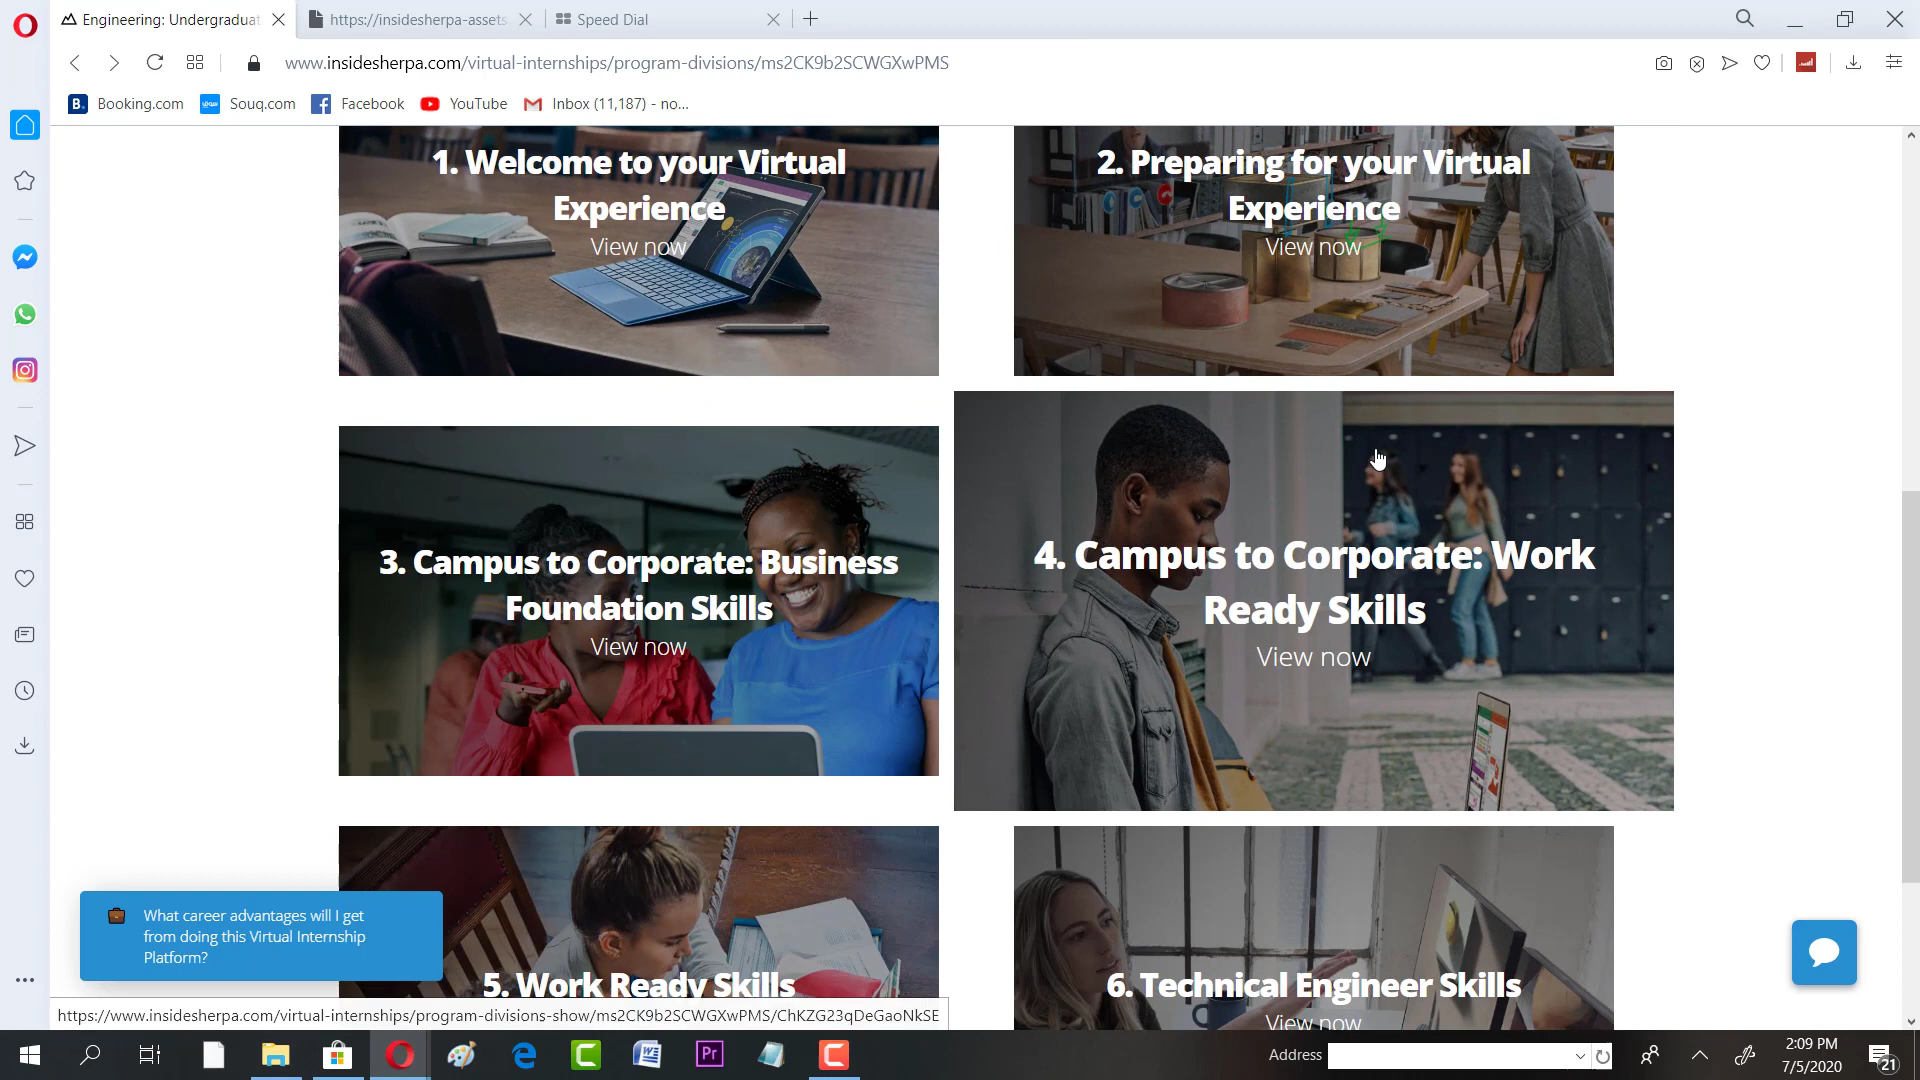 Engineering: Undergraduat
https://insidesherpa-assets
Speed Dial
www.insidesherpa.com/virtual-internships/program-divisions/ms2CK9b2SCWGXwPMS
B. Booking.com
Souq.com
Facebook
YouTube
Inbox (11,187) - no...
1. Welcome to your Virtual
Experience
View now
2. Preparing for your Virtual
Experience
View now
3. Campus to Corporate: Business
Foundation Skills
View now
4. Campus to Corporate: Work
Ready Skills
View now
What career advantages will I get
from doing this Virtual Internship
Platform?
5. Work Ready Skills
6. Technical Engineer Skills
View now
https://www.insidesherpa.com/virtual-internships/program-divisions-show/ms2CK9b2SCWGXwPMS/ChKZG23qDeGaoNkSE
Pr
Address
2:09 PM
7/5/2020
21